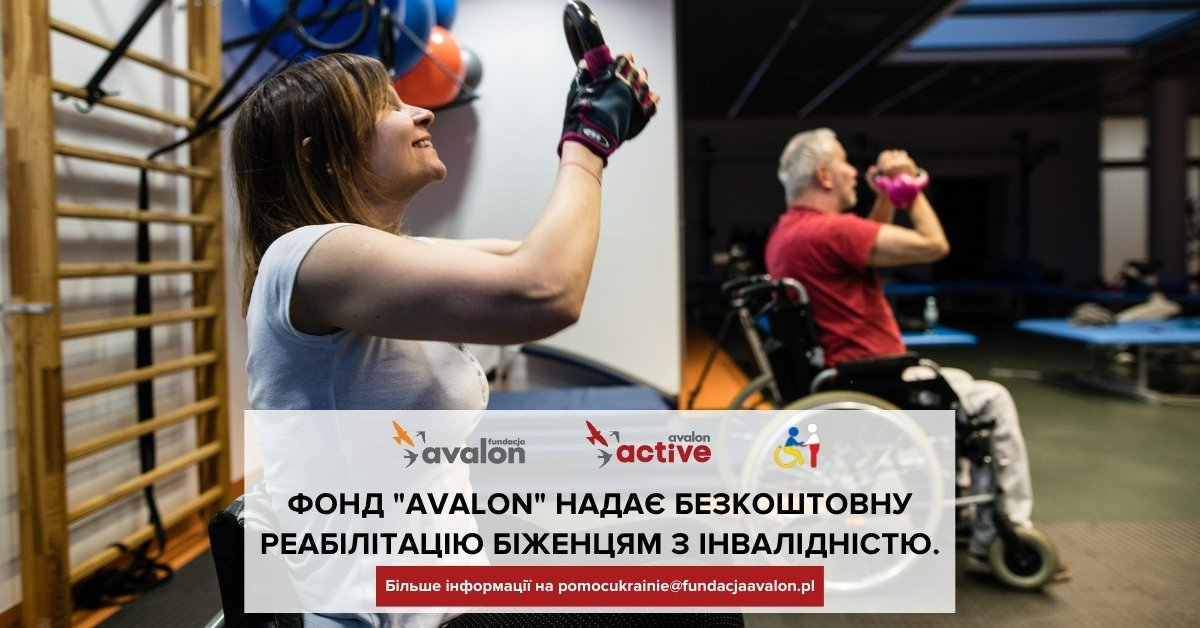 fundacja
avalon
avalon
active
ФОНД "AVALON" НАДАЄ БЕЗКОШТОВНУ
РЕАБІЛІТАЦІЮ БІЖЕНЦЯМ З ІНВАЛІДНІСТЮ.
Більше інформації на pomocukrainie@fundacjaavalon.pl